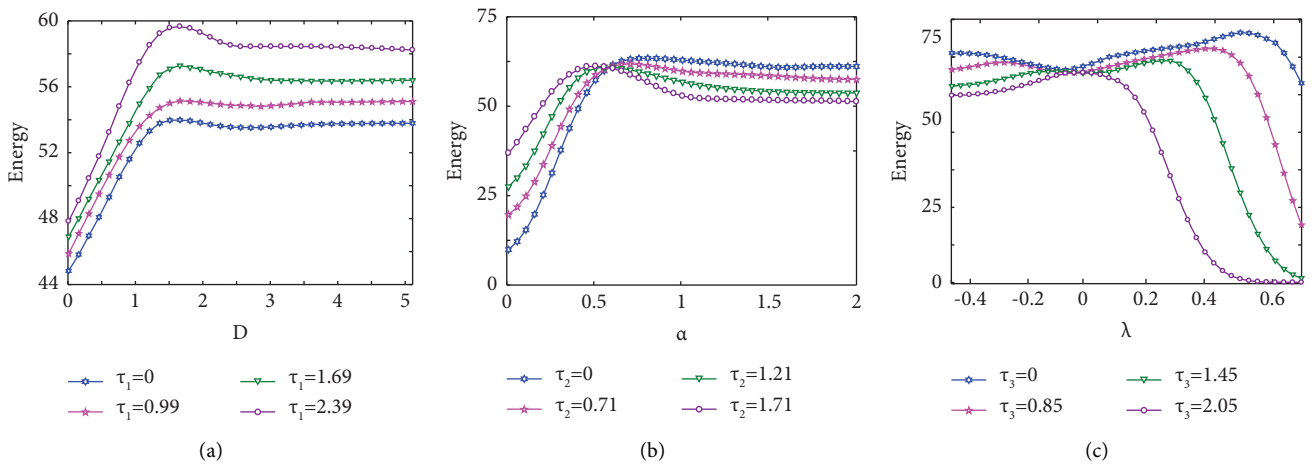 60
56
52
48
44
Energy
0
1
2
3
4
5
D
τ1=0
τ1=1.69
τ1=0.99
τ1=2.39
(a)
75
50
25
0
Energy
0
0.5
1
1.5
2
α
τ2=0
τ2=1.21
τ2=0.71
τ2=1.71
(b)
75
50
25
0
Energy
-0.4
-0.2
0
0.2
0.4
0.6
λ
τ3=0
τ3=1.45
τ3=0.85
τ3=2.05
(c)